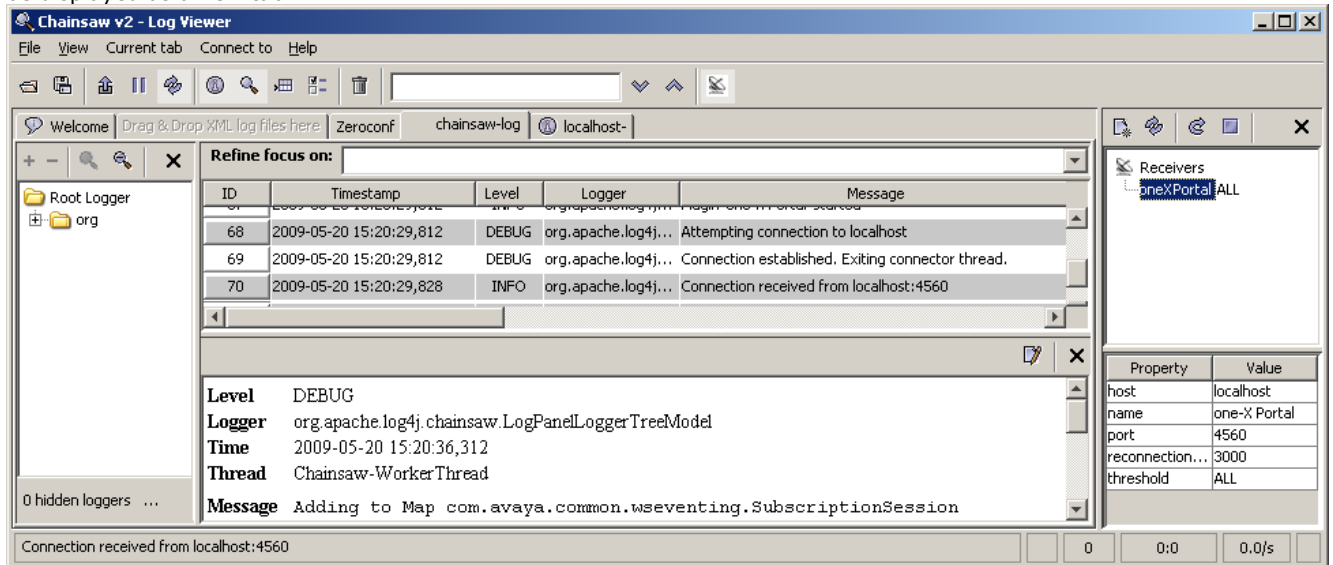 Chainsaw v2 - Log Viewer
File View Current tab Connect to Help
Welcome Drag & Drop XML log files here Zeroconf chainsaw-log localhost-
Refine focus on:
Root Logger
org
0 hidden loggers ...
ID Timestamp Level Logger Message
68 2009-05-20 15:20:29,812 DEBUG org.apache.log4j... Attempting connection to localhost
69 2009-05-20 15:20:29,812 DEBUG org.apache.log4j... Connection established. Exiting connector thread.
70 2009-05-20 15:20:29,828 INFO org.apache.log4j... Connection received from localhost:4560
Level DEBUG
Logger org.apache.log4j.chainsaw.LogPanelLoggerTreeModel
Time 2009-05-20 15:20:36,312
Thread Chainsaw-WorkerThread
Message Adding to Map com.avaya.common.wseventing.SubscriptionSession
Receivers
oneXPortal ALL
Property Value
host localhost
name one-X Portal
port 4560
reconnection... 3000
threshold ALL
Connection received from localhost:4560 0 0:0 0.0/s